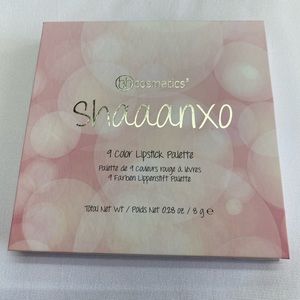 bh cosmetics®
Shaaanxo
9 Color Lipstick Palette
Palette de 9 couleurs rouge à lèvres
9 Farben Lippenstift Palette
Total Net Wt / Poids Net 0.28 oz / 8 g ℮